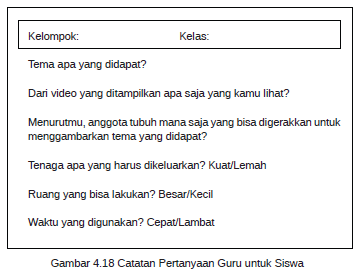 Kelompok: Kelas:
Tema apa yang didapat?
Dari video yang ditampilkan apa saja yang kamu lihat?
Menurutmu, anggota tubuh mana saja yang bisa digerakkan untuk
menggambarkan tema yang didapat?
Tenaga apa yang harus dikeluarkan? Kuat/Lemah
Ruang yang bisa lakukan? Besar/Kecil
Waktu yang digunakan? Cepat/Lambat
Gambar 4.18 Catatan Pertanyaan Guru untuk Siswa